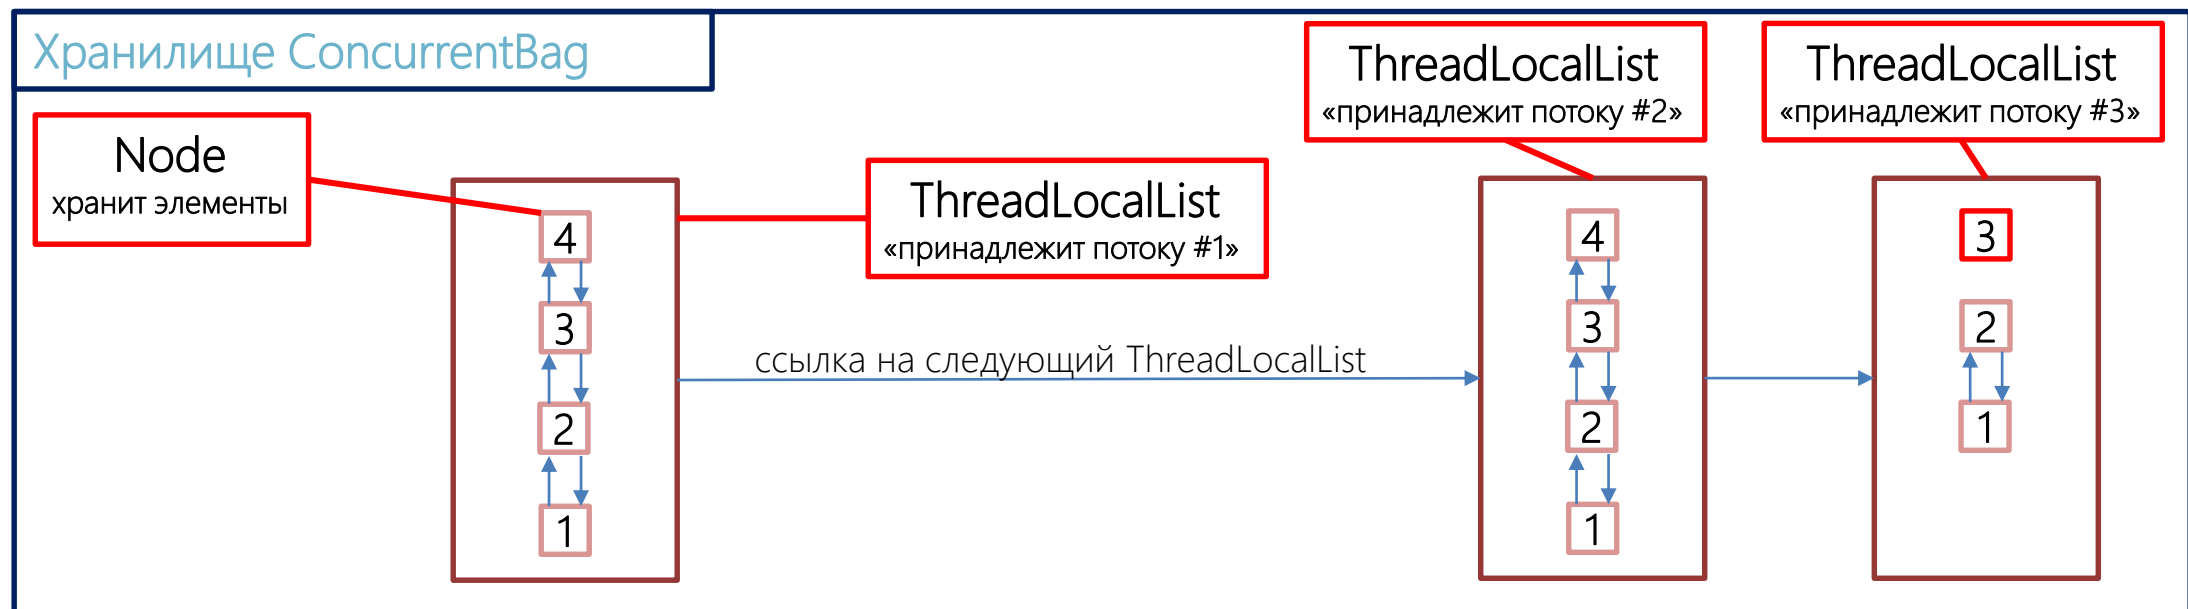 Хранилище ConcurrentBag
Node
хранит элементы
ThreadLocalList
«принадлежит потоку #1»
ThreadLocalList
«принадлежит потоку #2»
ThreadLocalList
«принадлежит потоку #3»
4
3
2
1
ссылка на следующий ThreadLocalList
4
3
2
1
3
2
1